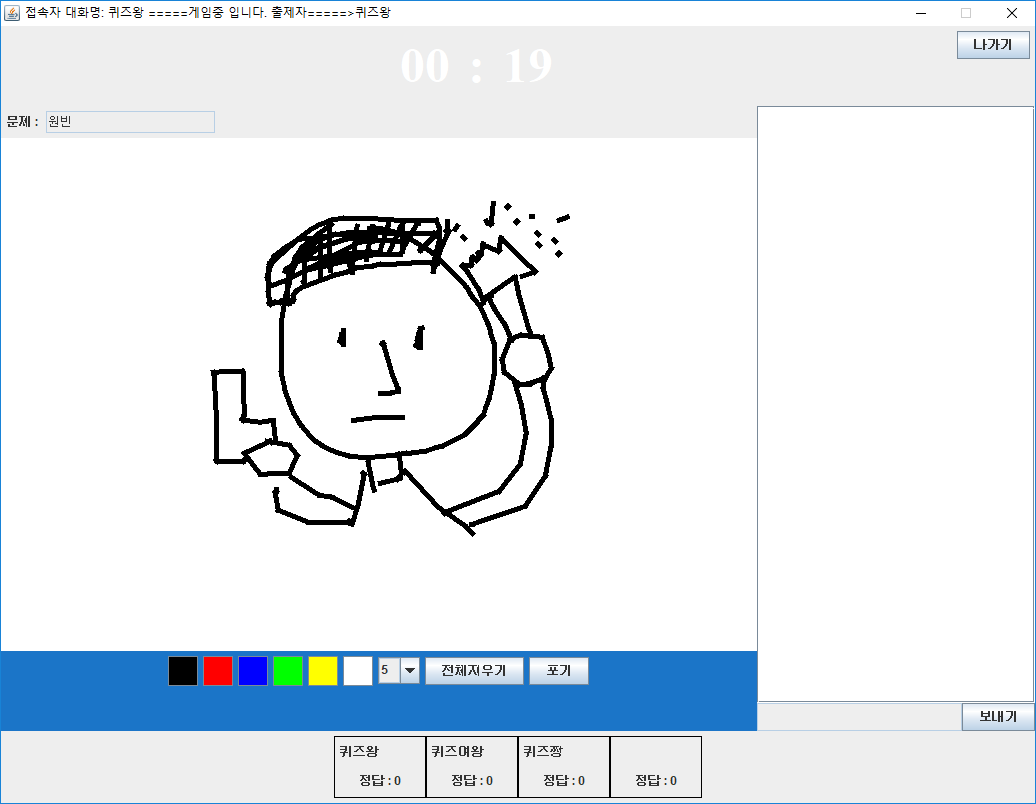 접속자 대화명: 퀴즈왕 =====게임중 입니다. 출제자=====>퀴즈왕
00 : 19
나가기
문제 : 원빈
5 전체지우기 포기
보내기
퀴즈왕 퀴즈여왕 퀴즈짱
정답 : 0 정답 : 0 정답 : 0 정답 : 0